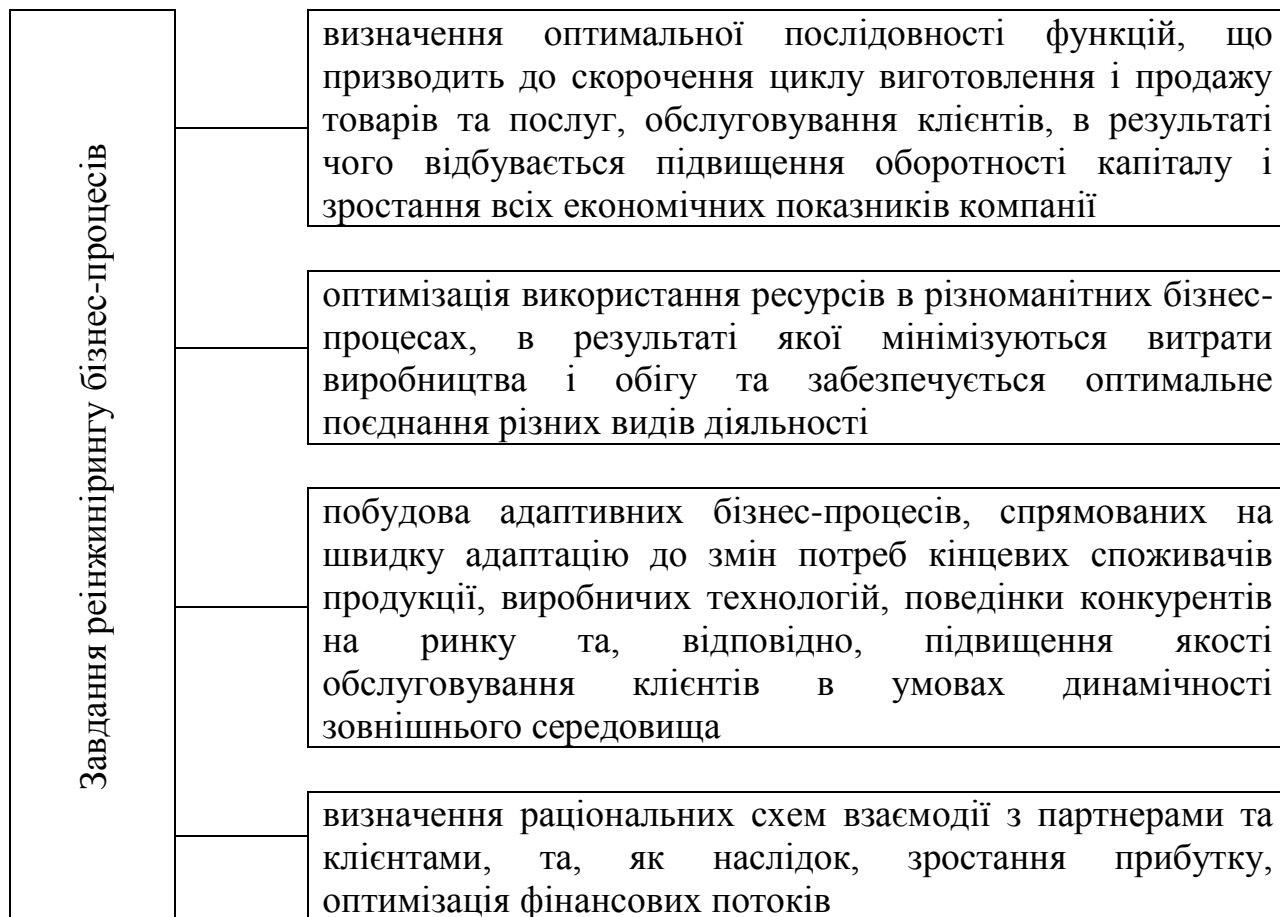 Завдання реінжинірингу бізнес-процесів
визначення оптимальної послідовності функцій, що
призводить до скорочення циклу виготовлення і продажу
товарів та послуг, обслуговування клієнтів, в результаті
чого відбувається підвищення оборотності капіталу і
зростання всіх економічних показників компанії
оптимізація використання ресурсів в різноманітних бізнес-
процесах, в результаті якої мінімізуються витрати
виробництва і обігу та забезпечується оптимальне
поєднання різних видів діяльності
побудова адаптивних бізнес-процесів, спрямованих на
швидку адаптацію до змін потреб кінцевих споживачів
продукції, виробничих технологій, поведінки конкурентів
на ринку та, відповідно, підвищення якості
обслуговування клієнтів в умовах динамічності
зовнішнього середовища
визначення раціональних схем взаємодії з партнерами та
клієнтами, та, як наслідок, зростання прибутку,
оптимізація фінансових потоків